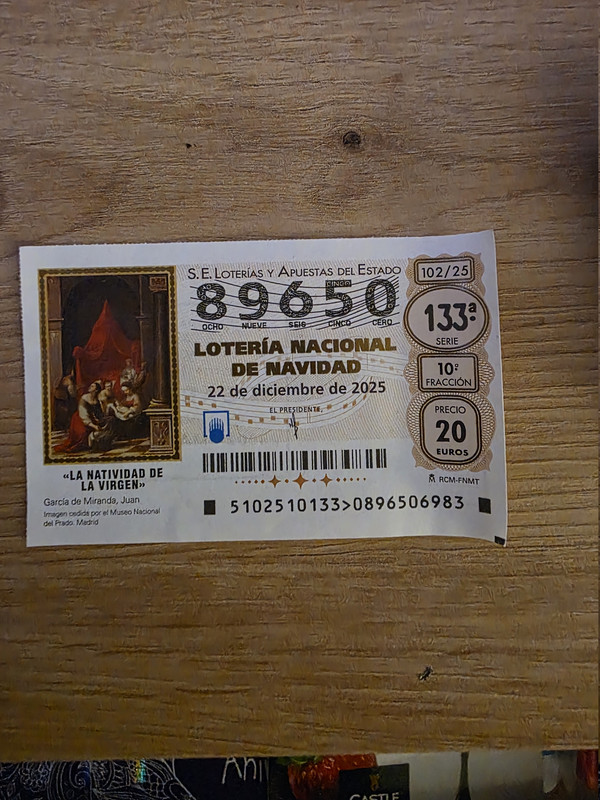 S. E. LOTERÍAS Y APUESTAS DEL ESTADO
102/25
89650
CINCO
OCHO NUEVE SEIS CINCO CERO
133ª
SERIE
LOTERÍA NACIONAL
DE NAVIDAD
22 de diciembre de 2025
10ª
FRACCIÓN
EL PRESIDENTE,
PRECIO
20
EUROS
«LA NATIVIDAD DE
LA VIRGEN»
García de Miranda, Juan
Imagen cedida por el Museo Nacional
del Prado. Madrid
RCM-FNMT
5102510133>0896506983
CASTLE